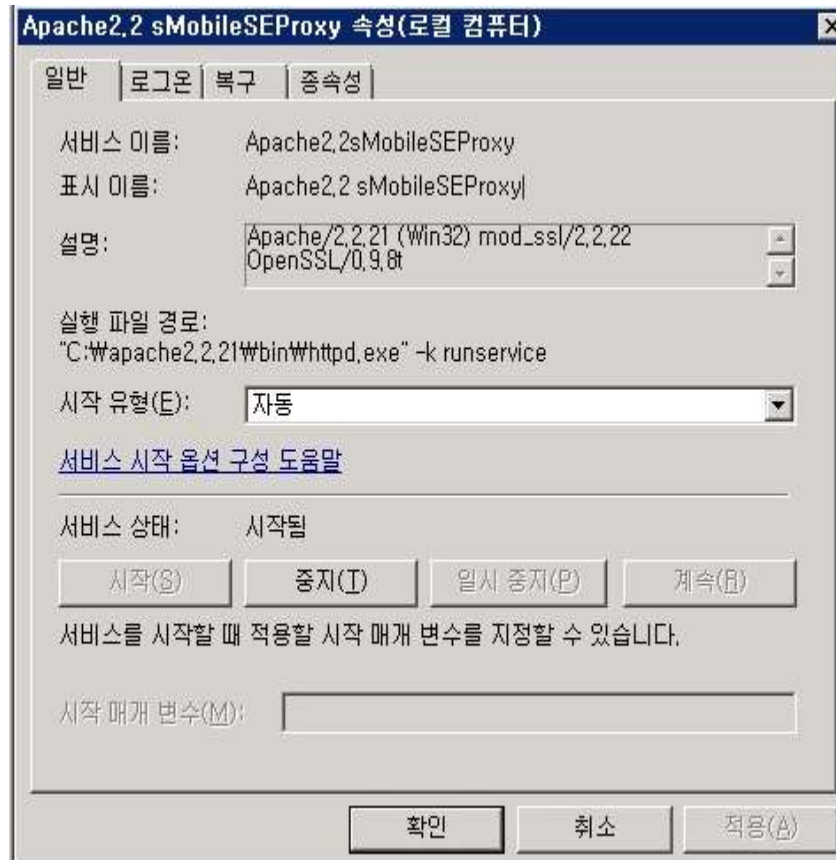 Apache2.2 sMobileSEProxy 속성(로컬 컴퓨터)
일반 로그온 복구 종속성
서비스 이름: Apache2.2sMobileSEProxy
표시 이름: Apache2.2 sMobileSEProxy
설명: Apache/2.2.21 (Win32) mod_ssl/2.2.22
OpenSSL/0.9.8t
실행 파일 경로:
"C:₩apache2.2.21₩bin₩httpd.exe" -k runservice
시작 유형(E): 자동
서비스 시작 옵션 구성 도움말
서비스 상태: 시작됨
시작(S) 중지(T) 일시 중지(P) 계속(R)
서비스를 시작할 때 적용할 시작 매개 변수를 지정할 수 있습니다.
시작 매개 변수(M):
확인 취소 적용(A)